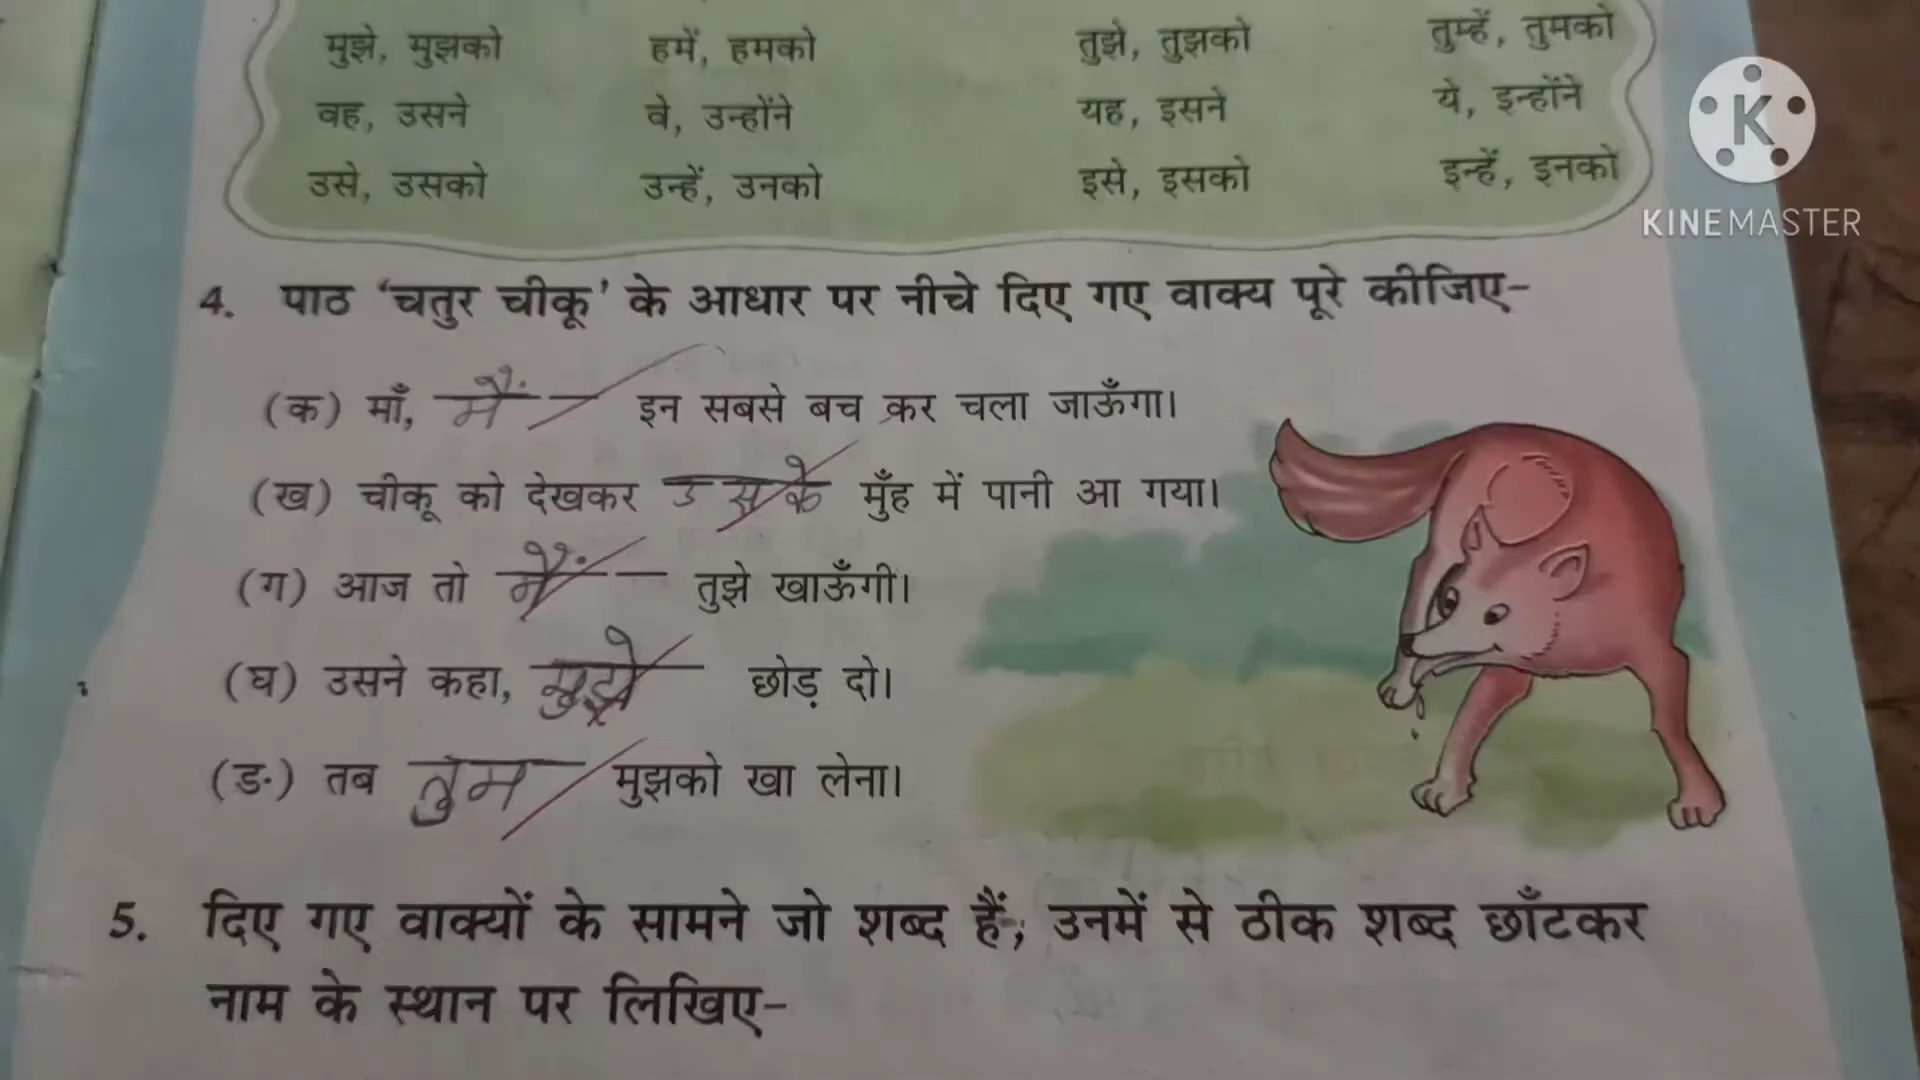 मुझे, मुझको हमें, हमको तुझे, तुझको तुम्हें, तुमको
वह, उसने वे, उन्होंने यह, इसने ये, इन्होंने
उसे, उसको उन्हें, उनको इसे, इसको इन्हें, इनको
K
KINEMASTER
4. पाठ 'चतुर चीकू' के आधार पर नीचे दिए गए वाक्य पूरे कीजिए-
(क) माँ, मैं इन सबसे बच कर चला जाऊँगा।
(ख) चीकू को देखकर उसके मुँह में पानी आ गया।
(ग) आज तो मैं तुझे खाऊँगी।
(घ) उसने कहा, मुझे छोड़ दो।
(ङ) तब तुम मुझको खा लेना।
5. दिए गए वाक्यों के सामने जो शब्द हैं, उनमें से ठीक शब्द छाँटकर
नाम के स्थान पर लिखिए-